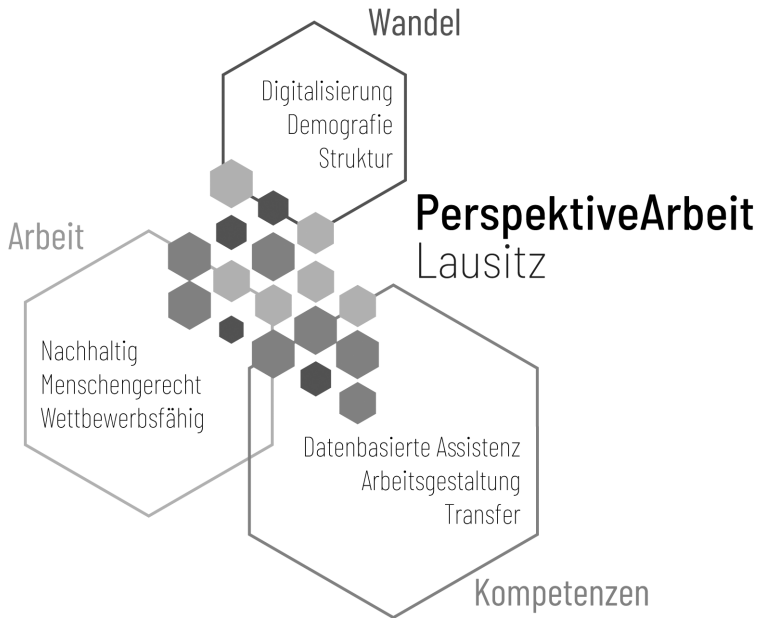 Wandel
Digitalisierung
Demografie
Struktur
PerspektiveArbeit
Lausitz
Arbeit
Nachhaltig
Menschengerecht
Wettbewerbsfähig
Datenbasierte Assistenz
Arbeitsgestaltung
Transfer
Kompetenzen